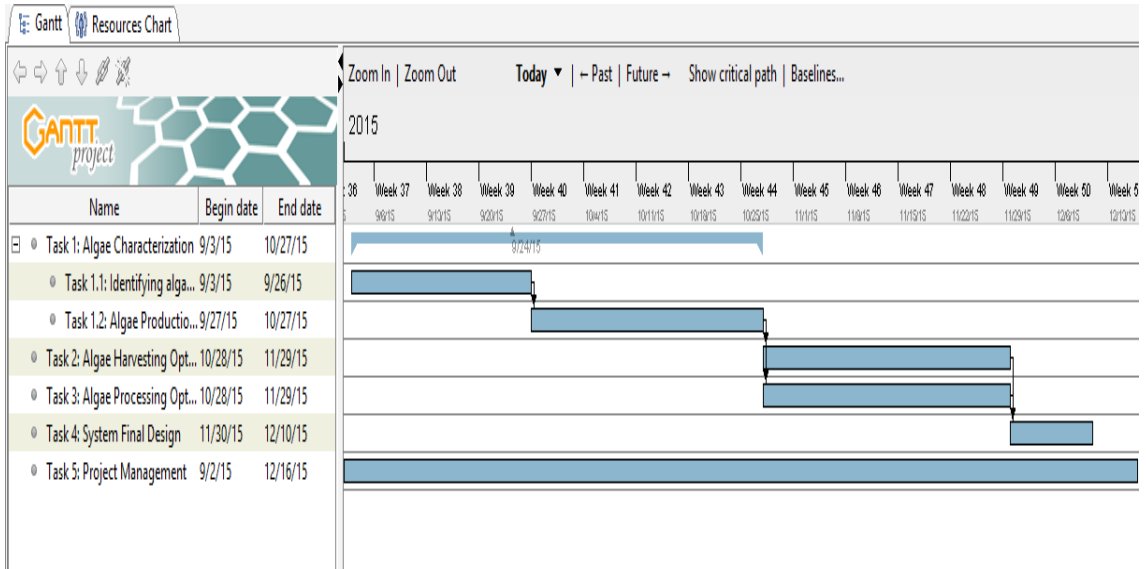 Gantt Resources Chart
Zoom In | Zoom Out Today ▼ | ← Past | Future → Show critical path | Baselines...
GANTT
project
2015
36 Week 37 Week 38 Week 39 Week 40 Week 41 Week 42 Week 43 Week 44 Week 45 Week 46 Week 47 Week 48 Week 49 Week 50 Week 5
9/6/15 9/13/15 9/20/15 9/27/15 10/4/15 10/11/15 10/18/15 10/25/15 11/1/15 11/8/15 11/15/15 11/22/15 11/29/15 12/6/15 12/13/15
Name Begin date End date
Task 1: Algae Characterization 9/3/15 10/27/15
9/24/15
Task 1.1: Identifying alga... 9/3/15 9/26/15
Task 1.2: Algae Productio... 9/27/15 10/27/15
Task 2: Algae Harvesting Opt... 10/28/15 11/29/15
Task 3: Algae Processing Opt... 10/28/15 11/29/15
Task 4: System Final Design 11/30/15 12/10/15
Task 5: Project Management 9/2/15 12/16/15